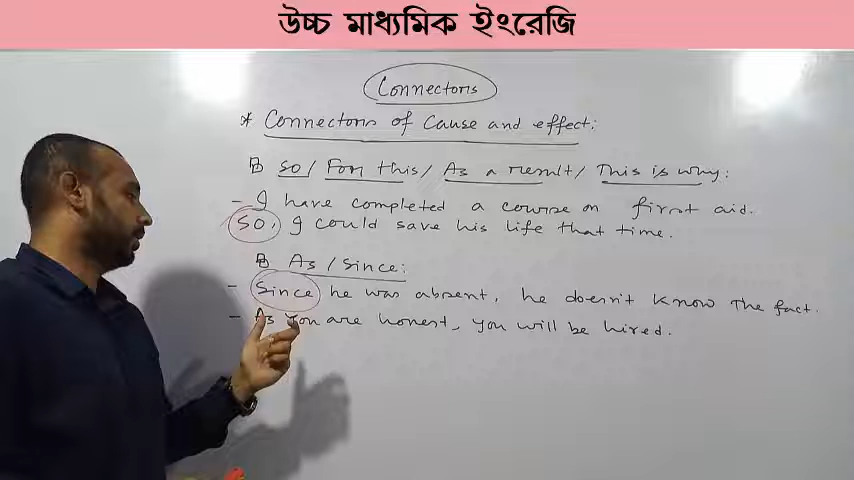 উচ্চ মাধ্যমিক ইংরেজি
Connectors
* Connectors of Cause and effect:
So/ For this/ As a result/ This is why:
- I have completed a course on first aid.
So, I could save his life that time.
As / Since:
- Since he was absent, he doesn't know the fact.
- As you are honest, you will be hired.